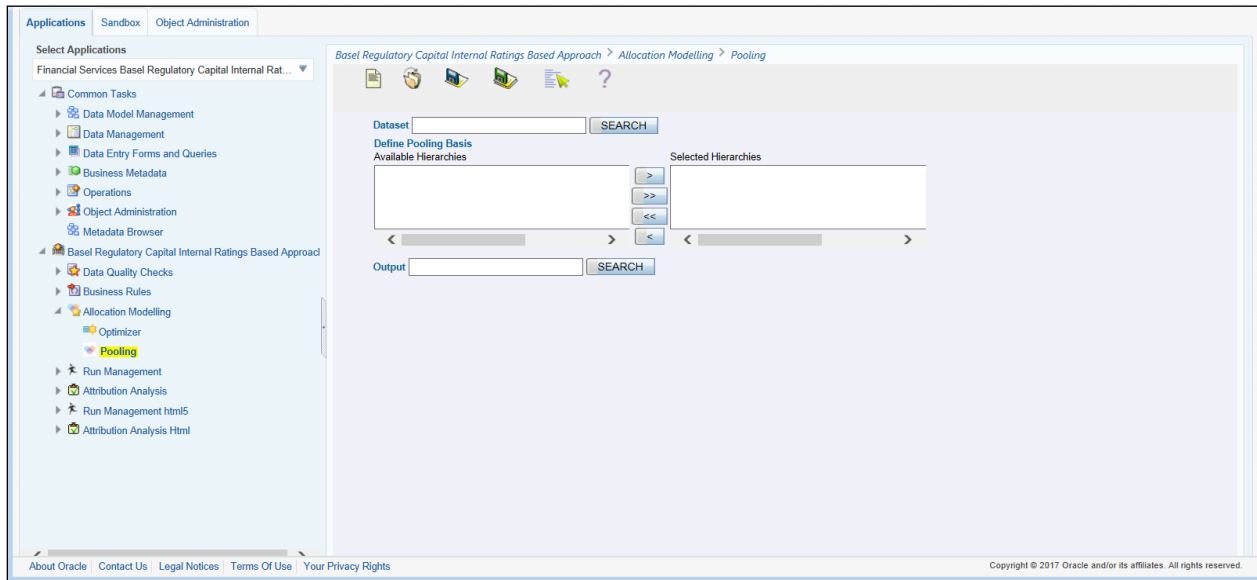 Applications Sandbox Object Administration
Select Applications
Financial Services Basel Regulatory Capital Internal Rat...
Common Tasks
Data Model Management
Data Management
Data Entry Forms and Queries
Business Metadata
Operations
Object Administration
Metadata Browser
Basel Regulatory Capital Internal Ratings Based Approacl
Data Quality Checks
Business Rules
Allocation Modelling
Optimizer
Pooling
Run Management
Attribution Analysis
Run Management html5
Attribution Analysis Html
Basel Regulatory Capital Internal Ratings Based Approach > Allocation Modelling > Pooling
?
Dataset SEARCH
Define Pooling Basis
Available Hierarchies Selected Hierarchies
>
>>
<<
<
Output SEARCH
About Oracle Contact Us Legal Notices Terms Of Use Your Privacy Rights
Copyright © 2017 Oracle and/or its affiliates. All rights reserved.